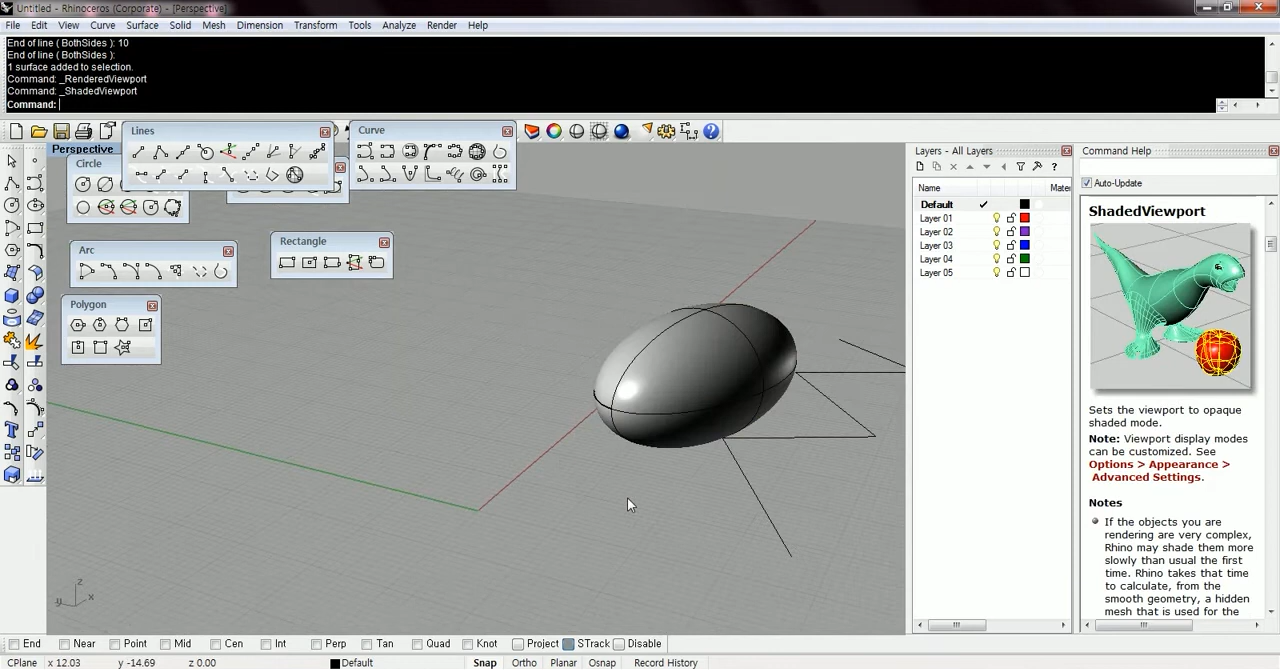 Untitled - Rhinoceros (Corporate) - [Perspective]
File Edit View Curve Surface Solid Mesh Dimension Transform Tools Analyze Render Help
End of line ( BothSides ): 10
End of line ( BothSides ):
1 surface added to selection.
Command: _RenderedViewport
Command: _ShadedViewport
Command:
Lines
Curve
Perspective
Circle
Arc
Rectangle
Polygon
z
y x
Layers - All Layers
Name Mate
Default
Layer 01
Layer 02
Layer 03
Layer 04
Layer 05
Command Help
Auto-Update
ShadedViewport
Sets the viewport to opaque
shaded mode.
Note: Viewport display modes
can be customized. See
Options > Appearance >
Advanced Settings.
Notes
If the objects you are
rendering are very complex,
Rhino may shade them more
slowly than usual the first
time. Rhino takes that time
to calculate, from the
smooth geometry, a hidden
mesh that is used for the
End Near Point Mid Cen Int Perp Tan Quad Knot Project STrack Disable
CPlane x 12.03 y -14.69 z 0.00 Default Snap Ortho Planar Osnap Record History